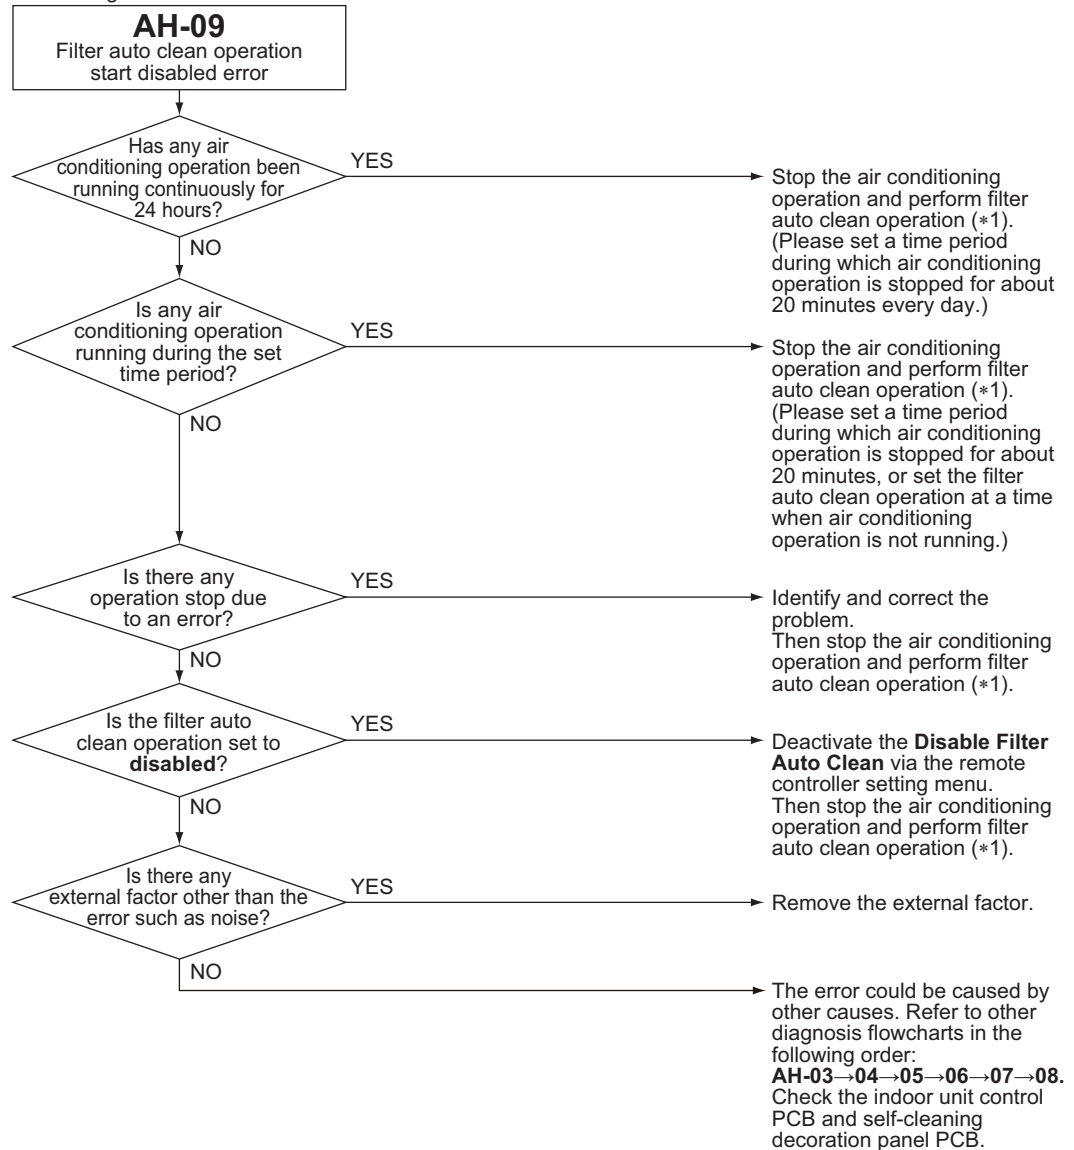 AH-09
Filter auto clean operation
start disabled error
Has any air
conditioning operation been
running continuously for
24 hours?
YES
Stop the air conditioning
operation and perform filter
auto clean operation (*1).
(Please set a time period
during which air conditioning
operation is stopped for about
20 minutes every day.)
NO
Is any air
conditioning operation
running during the set
time period?
YES
Stop the air conditioning
operation and perform filter
auto clean operation (*1).
(Please set a time period
during which air conditioning
operation is stopped for about
20 minutes, or set the filter
auto clean operation at a time
when air conditioning
operation is not running.)
NO
Is there any
operation stop due
to an error?
YES
Identify and correct the
problem.
Then stop the air conditioning
operation and perform filter
auto clean operation (*1).
NO
Is the filter auto
clean operation set to
disabled?
YES
Deactivate the Disable Filter
Auto Clean via the remote
controller setting menu.
Then stop the air conditioning
operation and perform filter
auto clean operation (*1).
NO
Is there any
external factor other than the
error such as noise?
YES
Remove the external factor.
NO
The error could be caused by
other causes. Refer to other
diagnosis flowcharts in the
following order:
AH-03→04→05→06→07→08.
Check the indoor unit control
PCB and self-cleaning
decoration panel PCB.